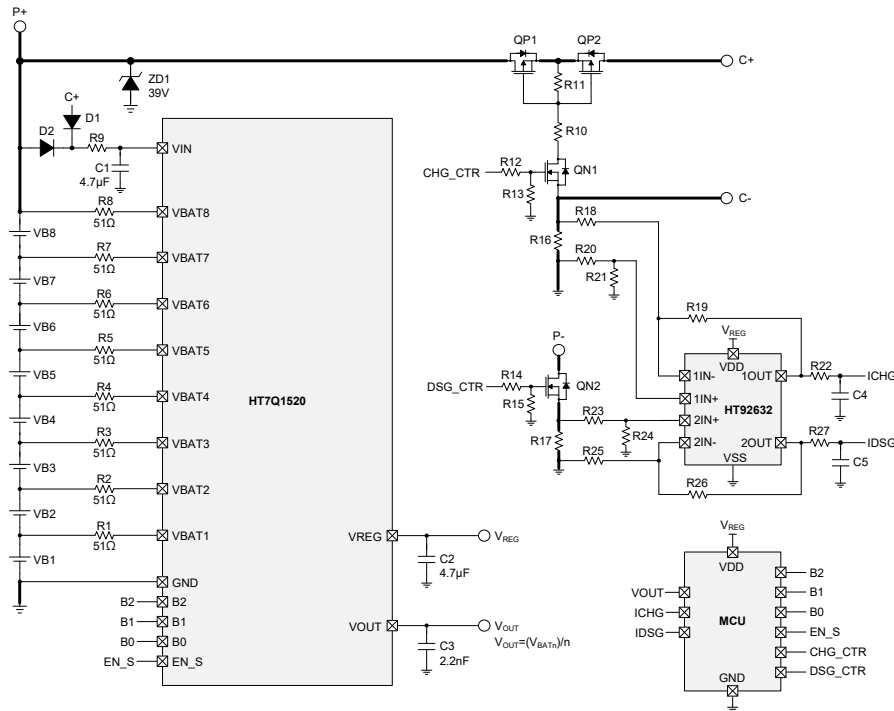 P+
QP1
QP2
C+
ZD1
39V
R11
C+
D1
D2
R9
R10
VIN
C1
4.7µF
CHG_CTR
R12
QN1
R13
R8
51Ω
VBAT8
C-
R18
VB8
R16
R7
51Ω
VBAT7
R20
R21
VB7
R6
51Ω
VBAT6
R19
VB6
VREG
R5
51Ω
VBAT5
P-
VDD
1IN-
1OUT
R22
ICHG
VB5
R4
51Ω
VBAT4
HT7Q1520
DSG_CTR
R14
QN2
R15
1IN+
HT92632
C4
VB4
2IN+
R23
R24
R27
IDSG
R3
51Ω
VBAT3
R17
R25
2IN-
2OUT
VSS
C5
VB3
R2
51Ω
VBAT2
R26
VB2
R1
51Ω
VBAT1
VREG
VREG
VREG
VDD
VB1
C2
4.7µF
GND
B2
B2
B2
VOUT
B1
B1
B1
ICHG
MCU
B0
B0
B0
VOUT
VOUT
VOUT=(VBATn)/n
IDSG
EN_S
EN_S
EN_S
C3
2.2nF
CHG_CTR
GND
DSG_CTR